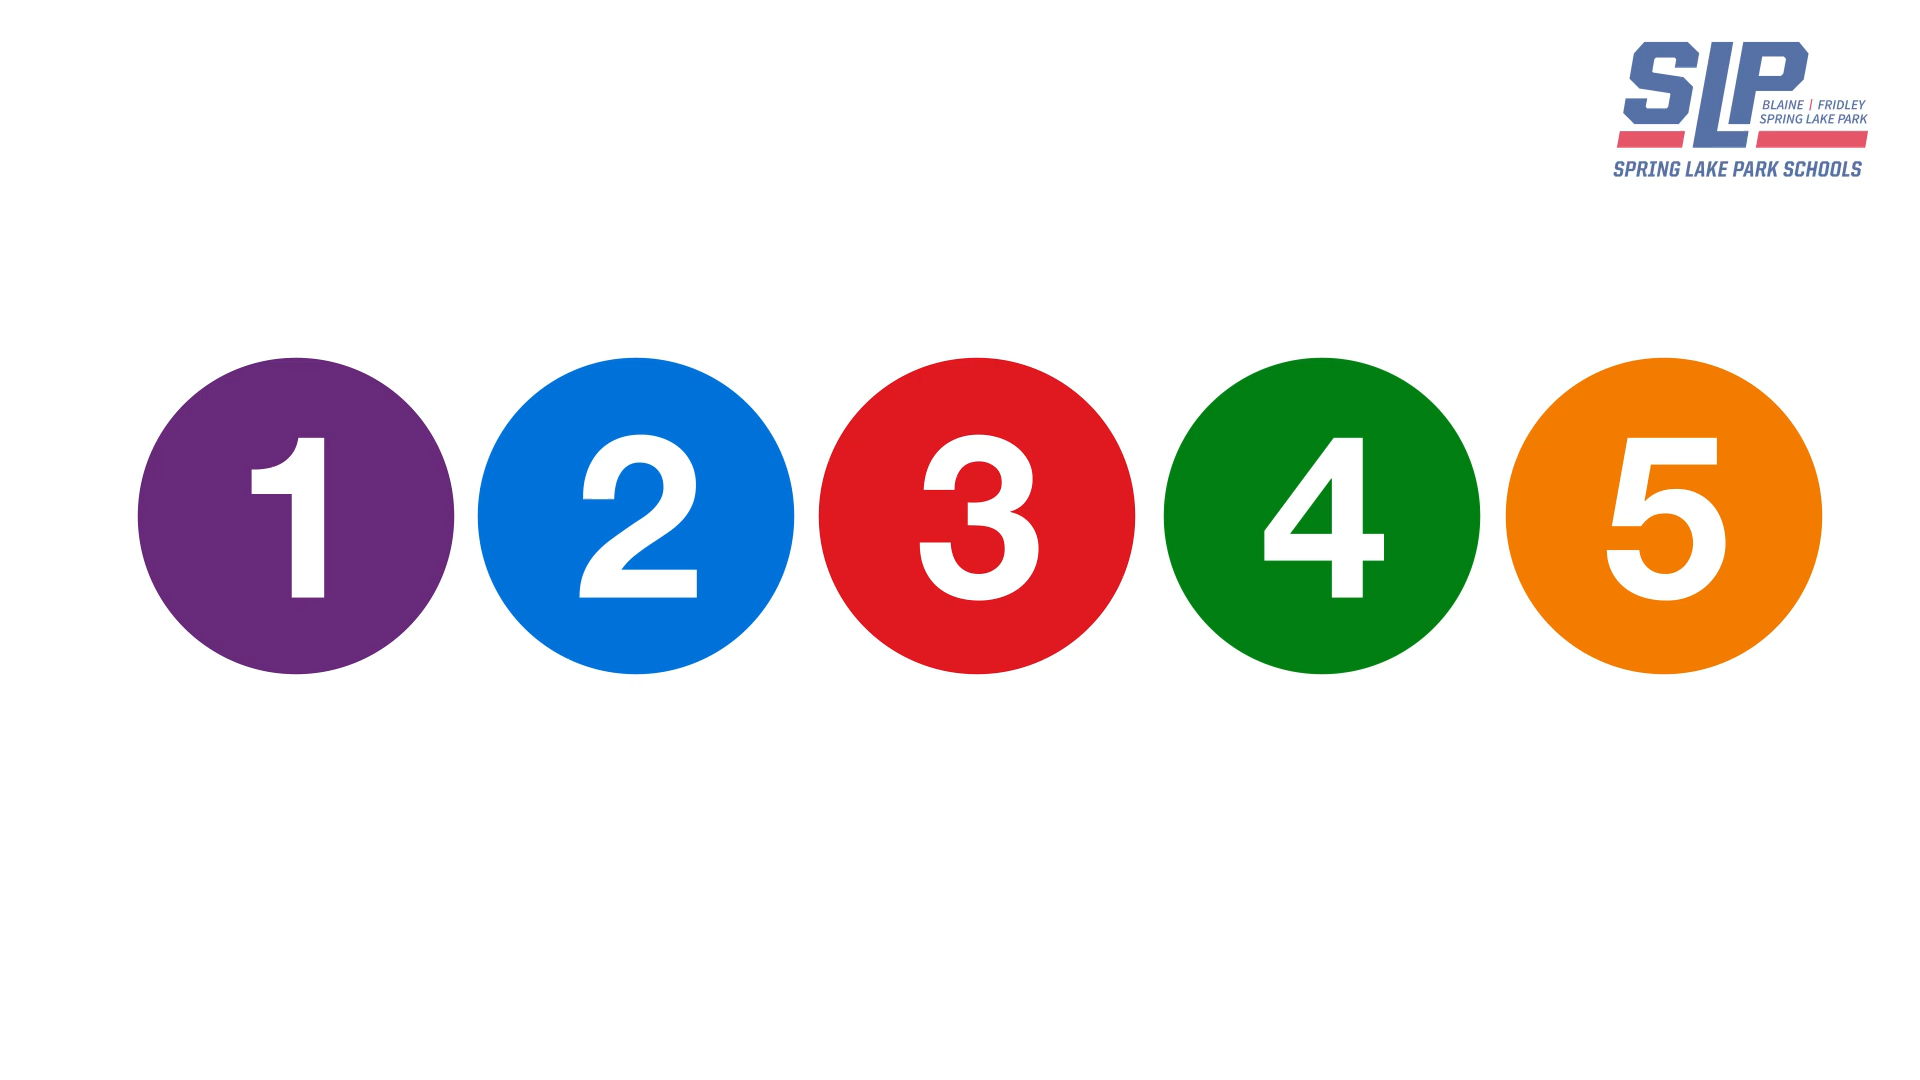 SLP
BLAINE | FRIDLEY
SPRING LAKE PARK
SPRING LAKE PARK SCHOOLS
1 2 3 4 5